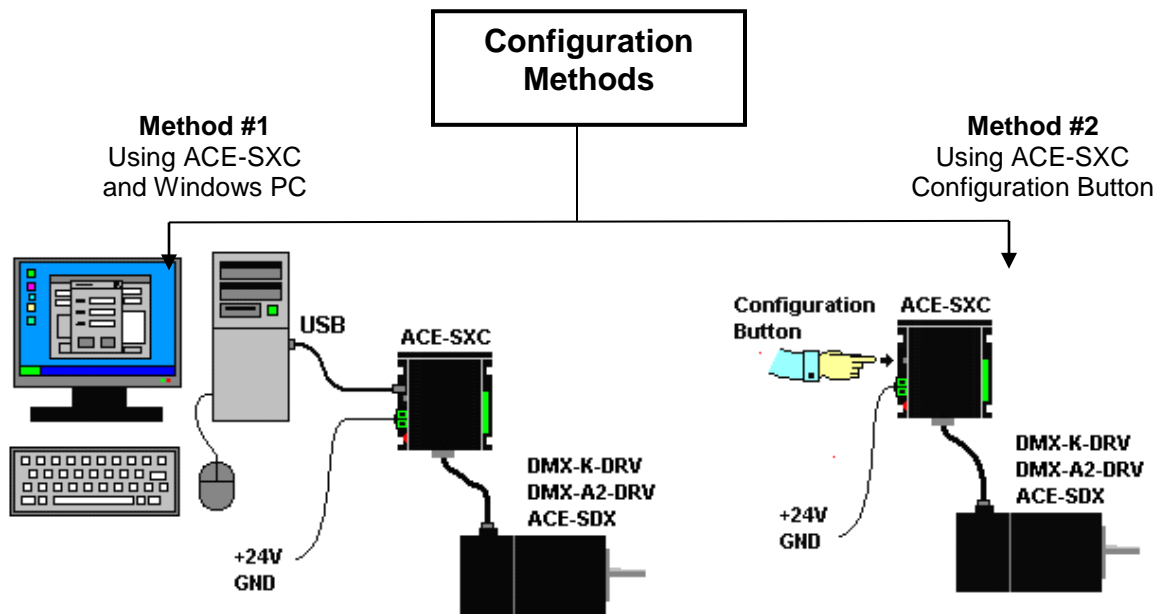 Configuration
Methods
Method #1
Using ACE-SXC
and Windows PC
Method #2
Using ACE-SXC
Configuration Button
USB
ACE-SXC
DMX-K-DRV
DMX-A2-DRV
ACE-SDX
+24V
GND
Configuration
Button
ACE-SXC
DMX-K-DRV
DMX-A2-DRV
ACE-SDX
+24V
GND